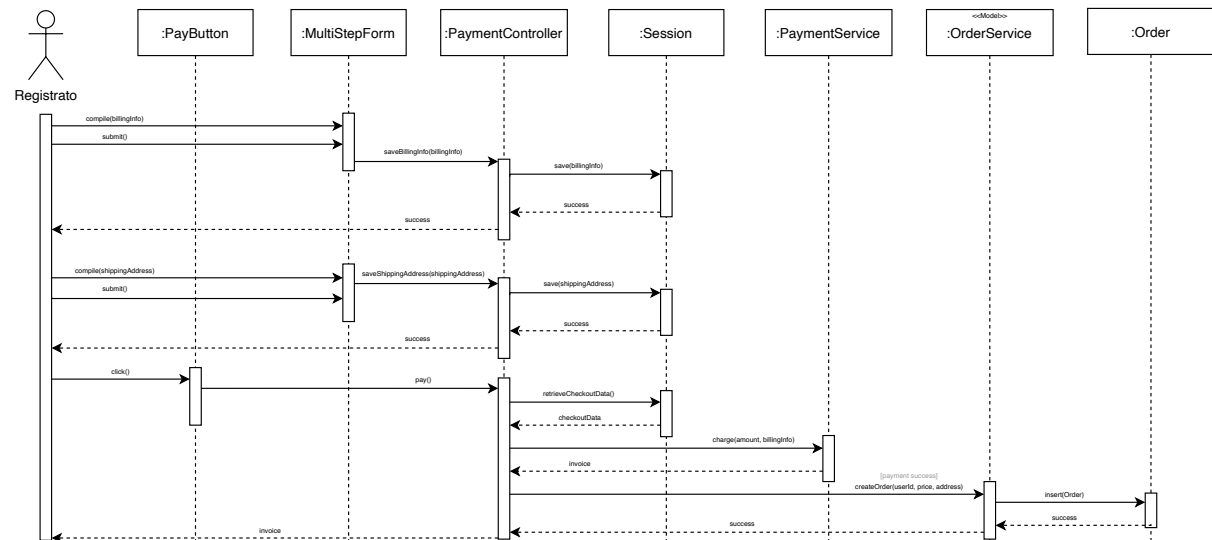 <<Model>>
:PayButton
:MultiStepForm
:PaymentController
:Session
:PaymentService
:OrderService
:Order
Registrato
compile(billingInfo)
submit()
saveBillingInfo(billingInfo)
save(billingInfo)
success
success
compile(shippingAddress)
saveShippingAddress(shippingAddress)
submit()
save(shippingAddress)
success
success
click()
pay()
retrieveCheckoutData()
checkoutData
charge(amount, billingInfo)
invoice
[payment success]
createOrder(userId, price, address)
insert(Order)
success
success
invoice